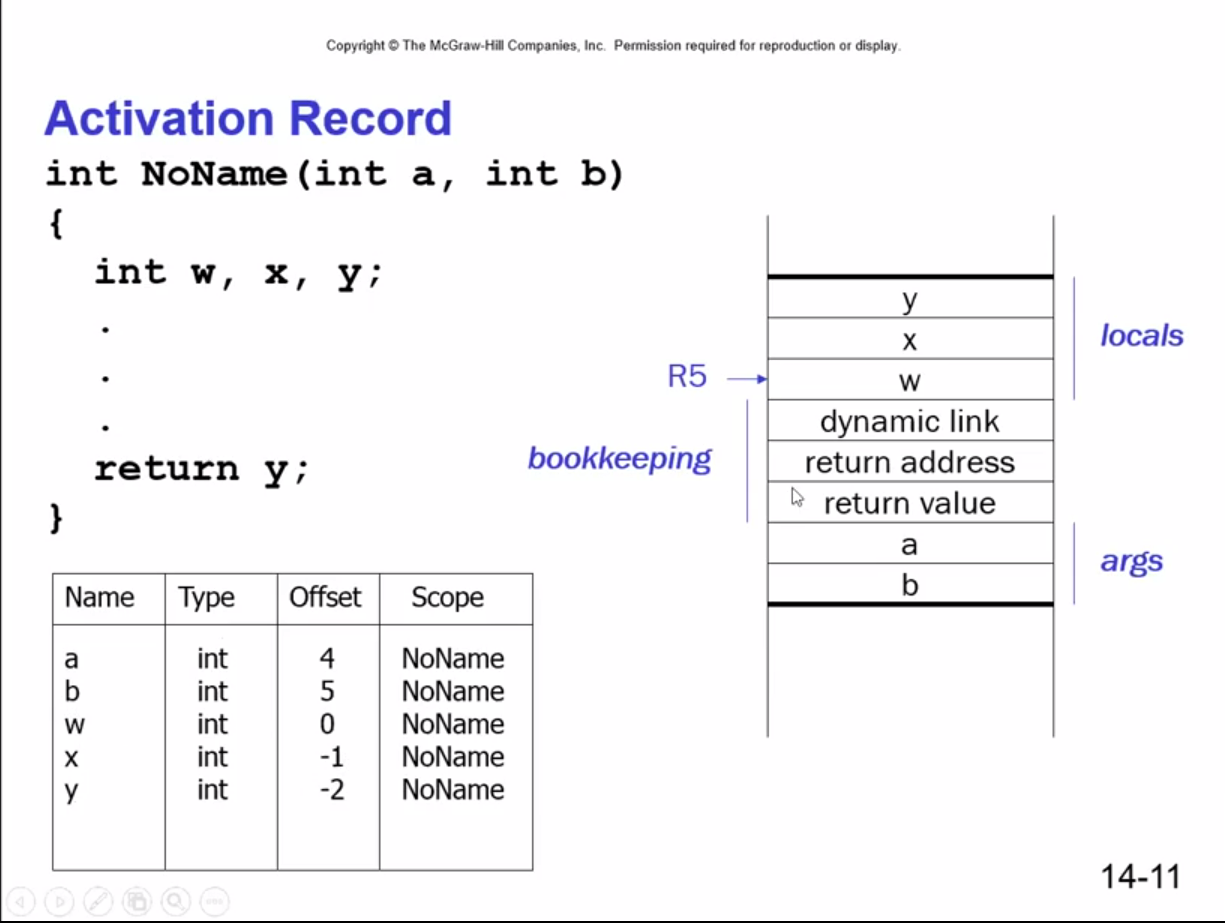 Copyright © The McGraw-Hill Companies, Inc. Permission required for reproduction or display.
Activation Record
int NoName(int a, int b)
{
int w, x, y;
.
.
.
return y;
}
y
x
w
dynamic link
return address
return value
a
b
locals
R5
bookkeeping
args
Name Type Offset Scope
a int 4 NoName
b int 5 NoName
w int 0 NoName
x int -1 NoName
y int -2 NoName
14-11